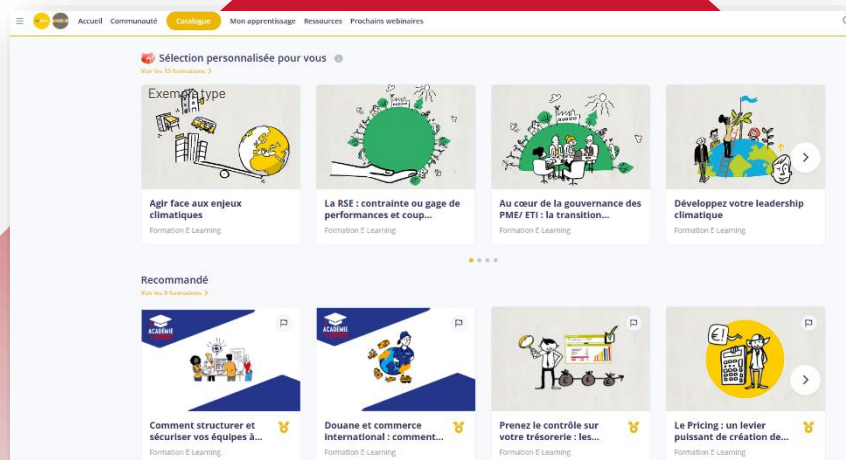 Accueil Communauté Catalogue Mon apprentissage Ressources Prochains webinaires
Sélection personnalisée pour vous
Voir les 13 formations >
Exemple type
Agir face aux enjeux
climatiques
Formation E-Learning
La RSE : contrainte ou gage de
performances et coup...
Formation E-Learning
Au cœur de la gouvernance des
PME/ ETI : la transition...
Formation E-Learning
Développez votre leadership
climatique
Formation E-Learning
Recommandé
formations >
ACADÉMIE
ACADÉMIE
Comment structurer et
sécuriser vos équipes à...
Formation E-Learning
Douane et commerce
international : comment...
Formation E-Learning
Prenez le contrôle sur
votre trésorerie : les...
Formation E-Learning
Le Pricing : un levier
puissant de création de...
Formation E-Learning